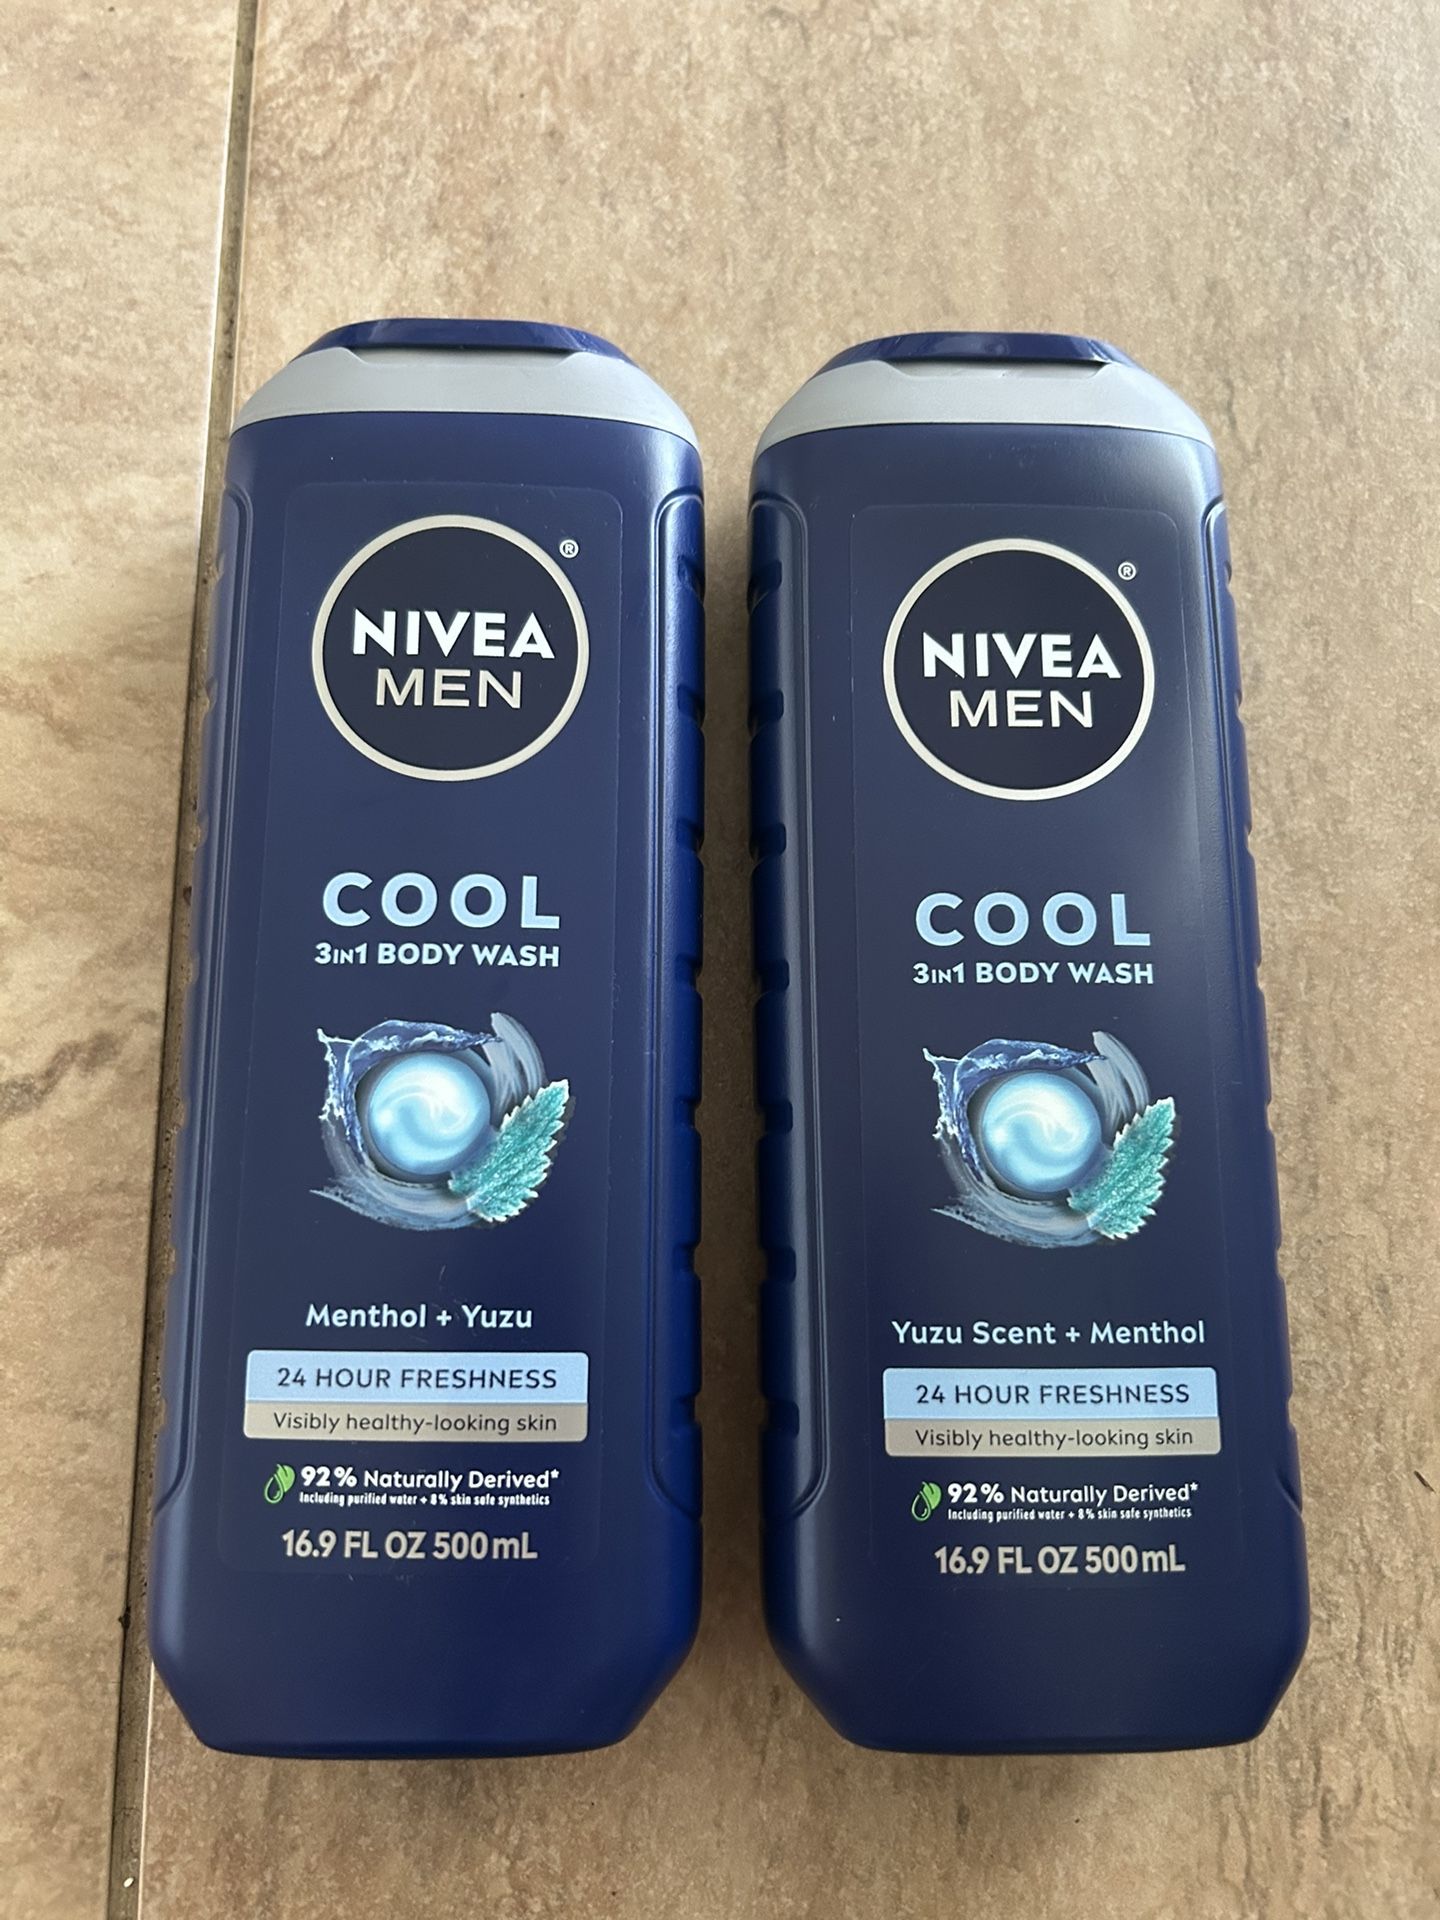 NIVEA
MEN
®
COOL
3IN1 BODY WASH
Menthol + Yuzu
24 HOUR FRESHNESS
Visibly healthy-looking skin
92% Naturally Derived*
Including purified water + 8% skin safe synthetics
16.9 FL OZ 500mL
NIVEA
MEN
®
COOL
3IN1 BODY WASH
Yuzu Scent + Menthol
24 HOUR FRESHNESS
Visibly healthy-looking skin
92% Naturally Derived*
Including purified water + 8% skin safe synthetics
16.9 FL OZ 500mL